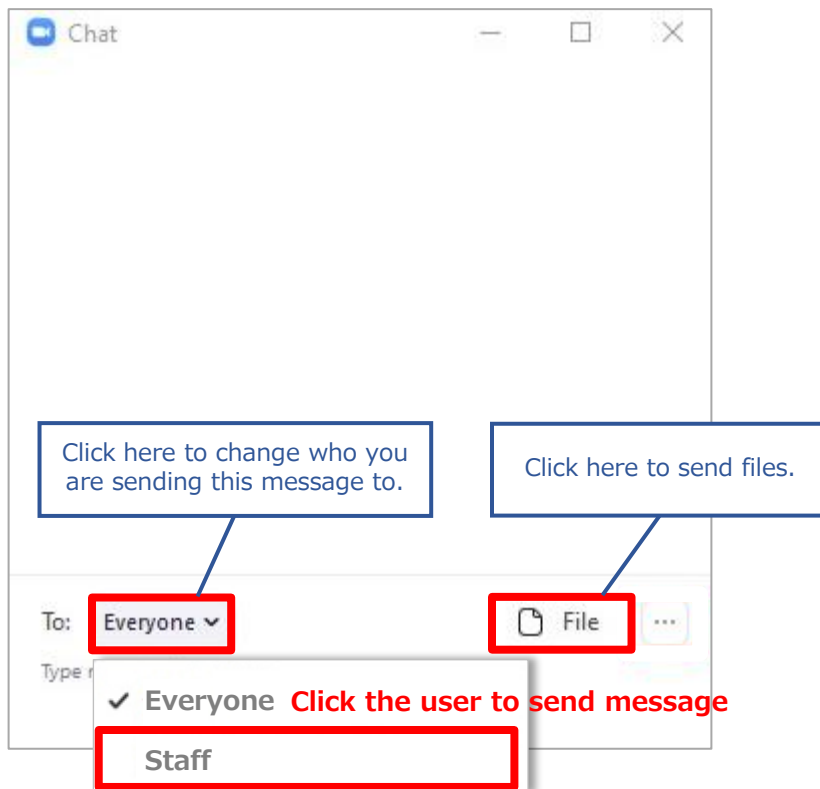 Chat
Click here to change who you
are sending this message to.
Click here to send files.
To: Everyone
File
Type
Everyone Click the user to send message
Staff